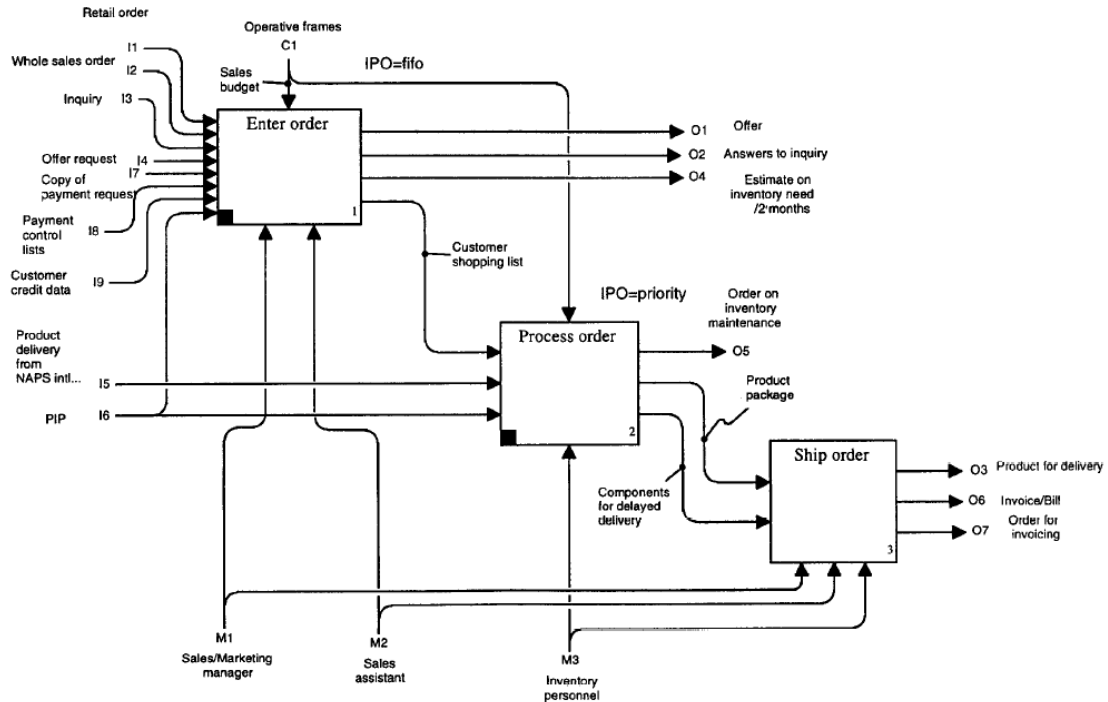 Retail order
I1
Operative frames
C1
IPO=fifo
Whole sales order
I2
Sales
budget
Inquiry I3
Enter order
O1 Offer
O2 Answers to inquiry
Offer request I4
I7
Copy of
payment request
O4 Estimate on
inventory need
/2 months
1
Payment
control
lists
I8
Customer
shopping list
Customer
credit data
I9
IPO=priority
Order on
inventory
maintenance
Process order
O5
Product
delivery
from
NAPS intl...
I5
PIP I6
2
Product
package
Ship order
O3 Product for delivery
O6 Invoice/Bill
O7 Order for
invoicing
3
Components
for delayed
delivery
M1
Sales/Marketing
manager
M2
Sales
assistant
M3
Inventory
personnel